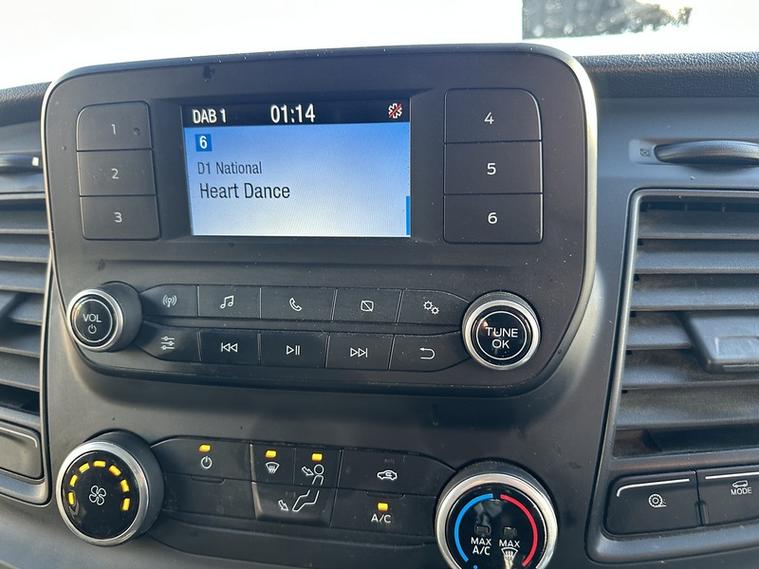 DAB 1 01:14
6
D1 National
Heart Dance
1
2
3
4
5
6
VOL
TUNE
OK
A/C
MAX
A/C
MAX
MODE